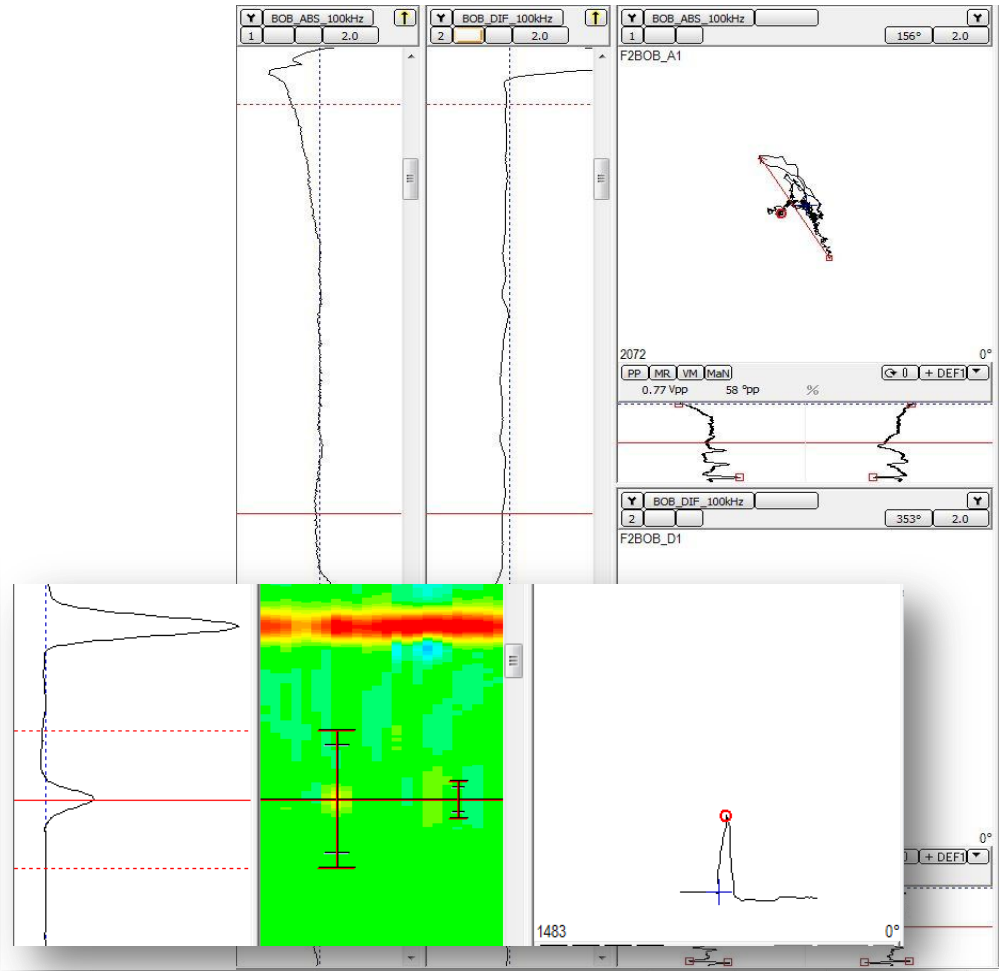 Y BOB_ABS_100kHz
1 2.0
Y BOB_DIF_100kHz
2 2.0
Y BOB_ABS_100kHz Y
1 156° 2.0
F2BOB_A1
2072 0°
PP MR VM MaN 0 + DEF1
0.77 Vpp 58 °pp %
Y BOB_DIF_100kHz Y
2 353° 2.0
F2BOB_D1
0°
+ DEF1
1483 0°